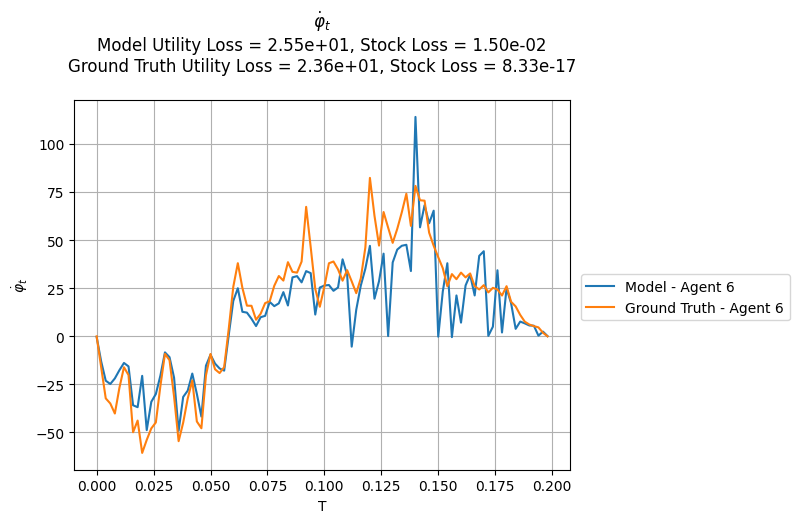 φ̇ₜ
Model Utility Loss = 2.55e+01, Stock Loss = 1.50e-02
Ground Truth Utility Loss = 2.36e+01, Stock Loss = 8.33e-17
φ̇ₜ
100
75
50
25
0
−25
−50
0.000
0.025
0.050
0.075
0.100
0.125
0.150
0.175
0.200
T
Model - Agent 6
Ground Truth - Agent 6